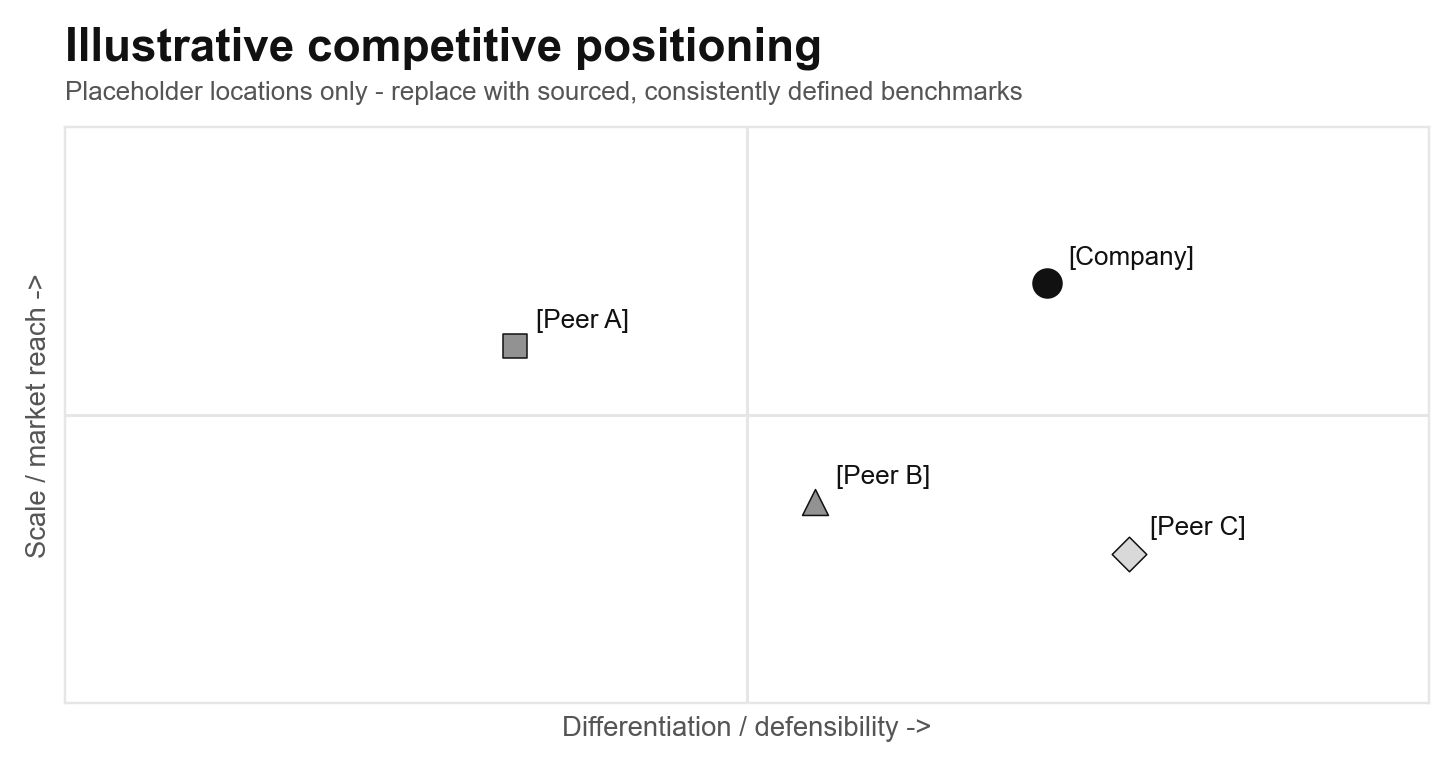 Illustrative competitive positioning
Placeholder locations only - replace with sourced, consistently defined benchmarks
[Company]
[Peer A]
[Peer B]
[Peer C]
Scale / market reach ->
Differentiation / defensibility ->